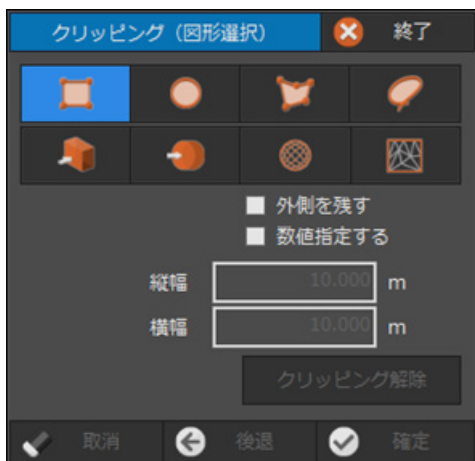 クリッピング（図形選択）
終了
外側を残す
数値指定する
縦幅 10.000 m
横幅 10.000 m
クリッピング解除
取消 後退 確定